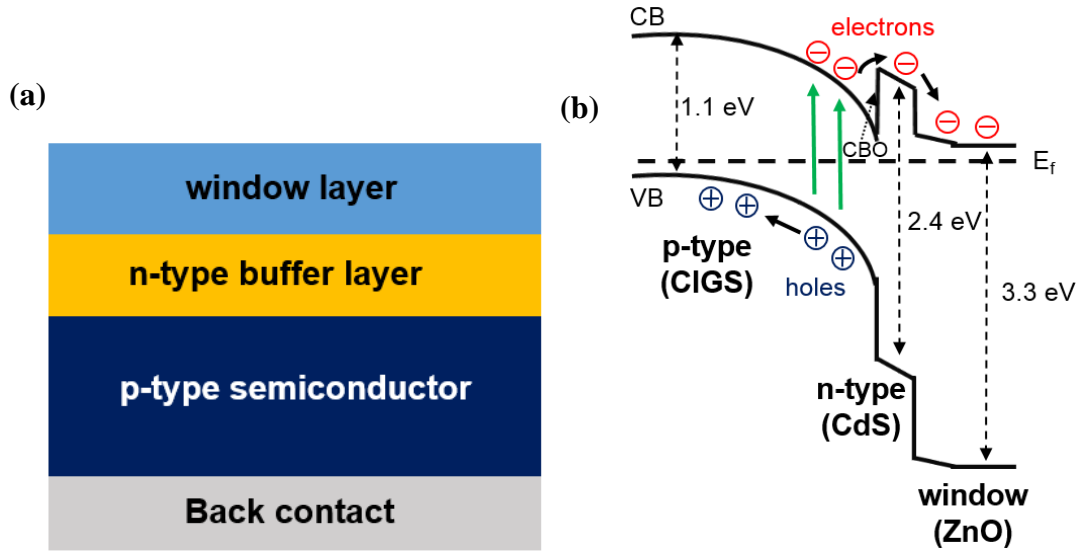 (a)
window layer
n-type buffer layer
p-type semiconductor
Back contact
(b)
CB
electrons
1.1 eV
CBO
E_f
VB
2.4 eV
p-type
(CIGS)
holes
3.3 eV
n-type
(CdS)
window
(ZnO)